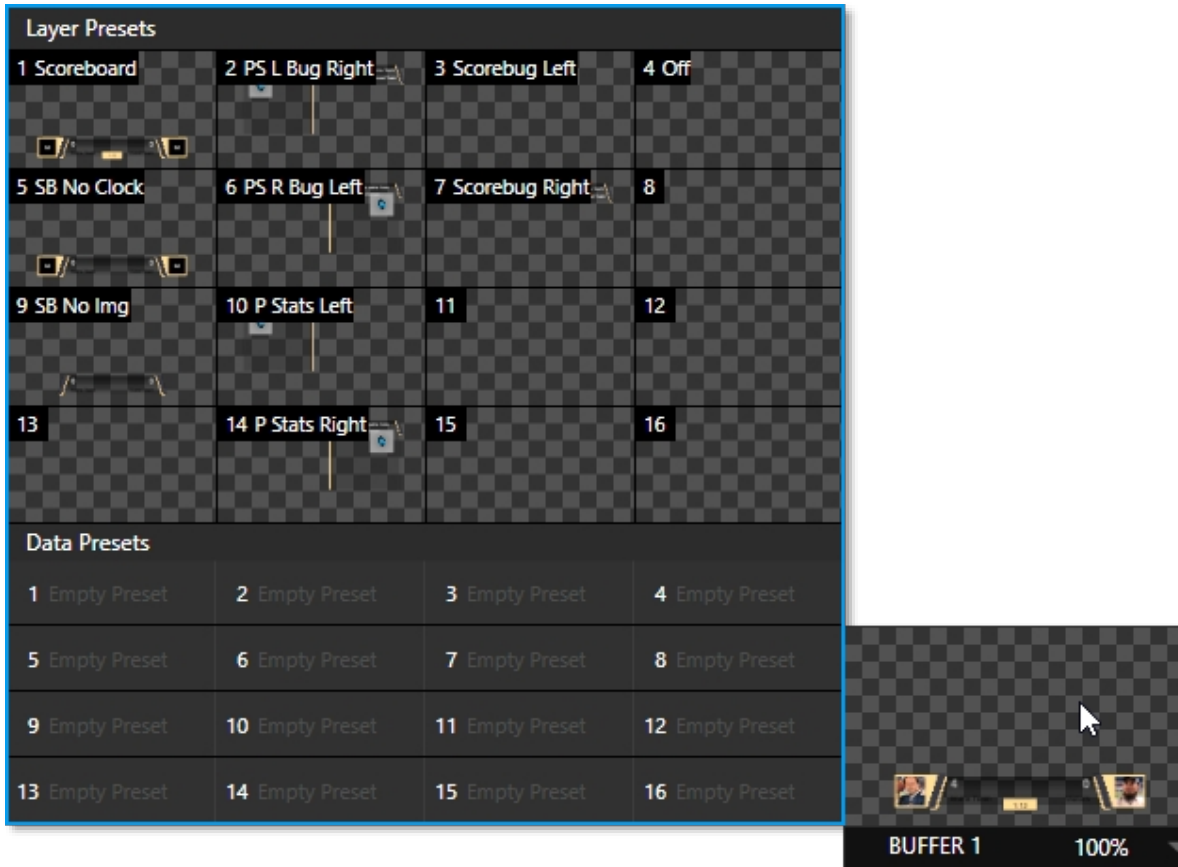 Layer Presets
1 Scoreboard 2 PS L Bug Right 3 Scorebug Left 4 Off
5 SB No Clock 6 PS R Bug Left 7 Scorebug Right 8
9 SB No Img 10 P Stats Left 11 12
13 14 P Stats Right 15 16
Data Presets
1 Empty Preset 2 Empty Preset 3 Empty Preset 4 Empty Preset
5 Empty Preset 6 Empty Preset 7 Empty Preset 8 Empty Preset
9 Empty Preset 10 Empty Preset 11 Empty Preset 12 Empty Preset
13 Empty Preset 14 Empty Preset 15 Empty Preset 16 Empty Preset
BUFFER 1 100%